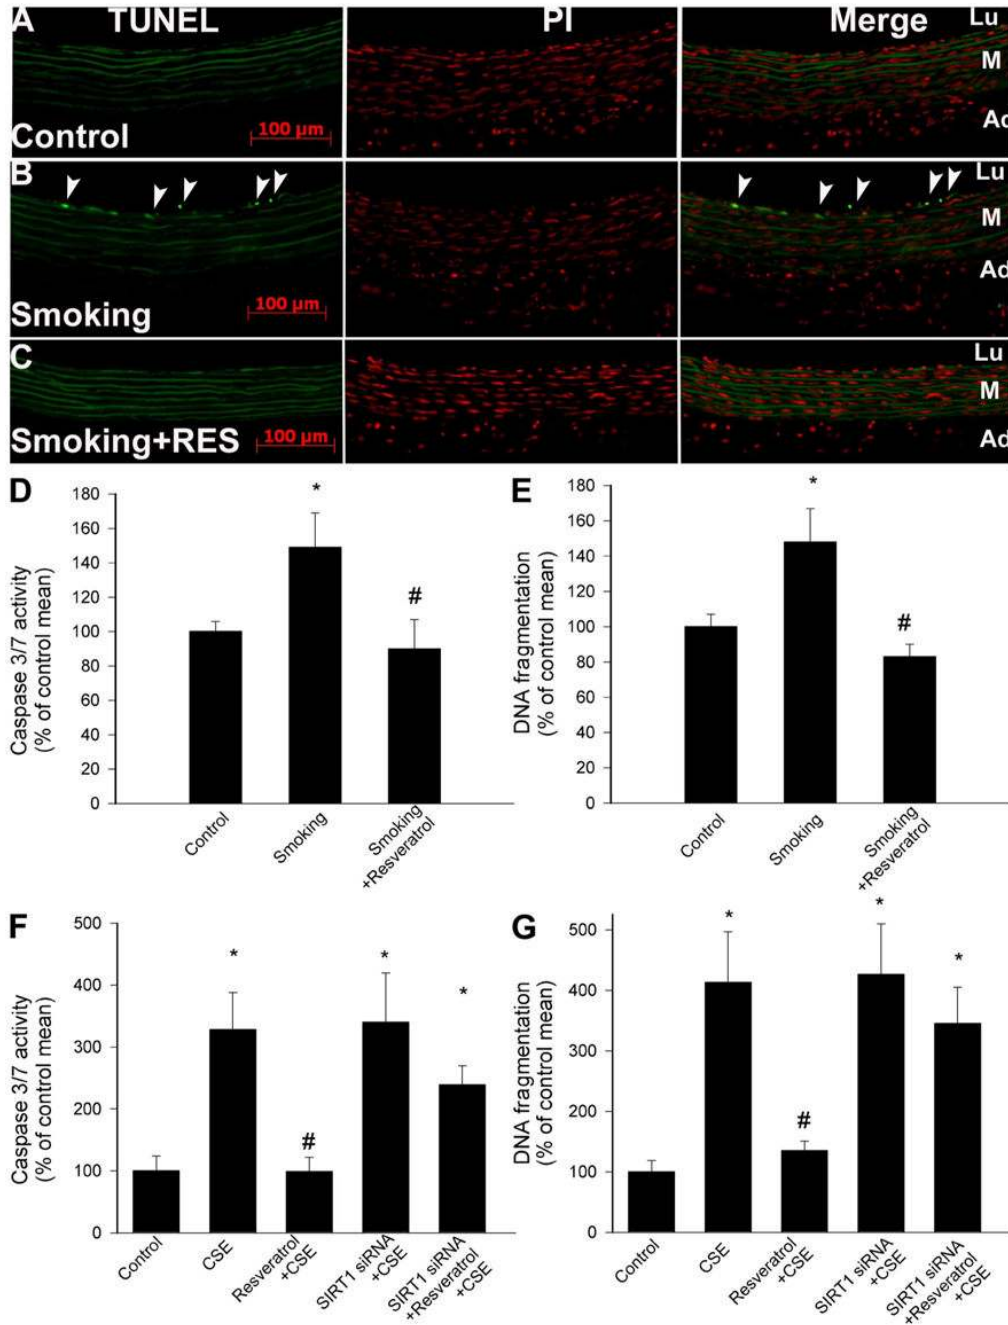 A TUNEL PI Merge Lu
M
Ad
Control 100 µm
B Lu
M
Ad
Smoking 100 µm
C Lu
M
Smoking+RES 100 µm Ad
D
Caspase 3/7 activity
(% of control mean)
180
160
140
120
100
80
60
40
20
0
*
#
Control
Smoking
Smoking
+Resveratrol
E
DNA fragmentation
(% of control mean)
180
160
140
120
100
80
60
40
20
0
*
#
Control
Smoking
Smoking
+Resveratrol
F
Caspase 3/7 activity
(% of control mean)
500
400
300
200
100
0
*
#
*
*
Control
CSE
Resveratrol
+CSE
SIRT1 siRNA
+CSE
SIRT1 siRNA
+Resveratrol
+CSE
G
DNA fragmentation
(% of control mean)
500
400
300
200
100
0
*
#
*
*
Control
CSE
Resveratrol
+CSE
SIRT1 siRNA
+CSE
SIRT1 siRNA
+Resveratrol
+CSE